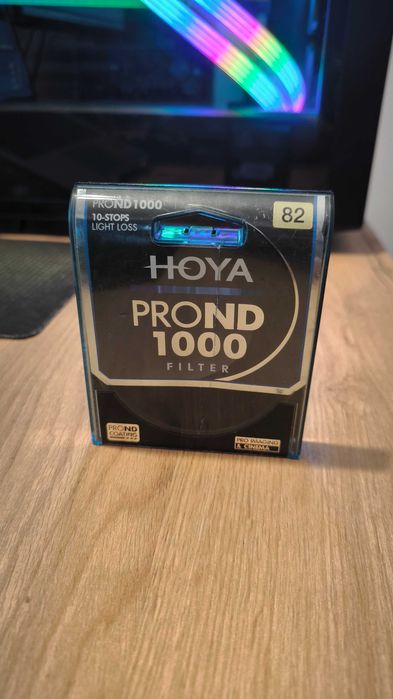 PROND1000
10-STOPS
LIGHT LOSS
82
HOYA
PROND
1000
FILTER
PROND
COATING
PRO IMAGING
& CINEMA